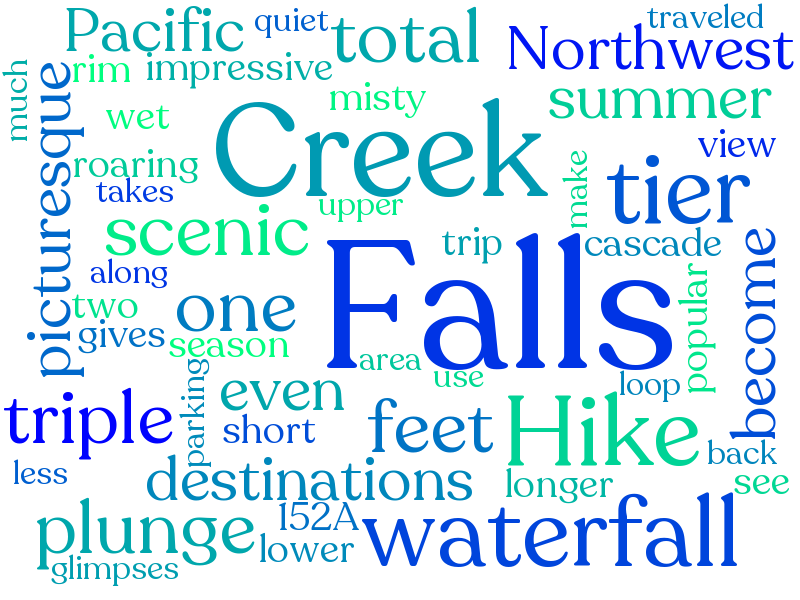 Pacific
quiet
total
traveled
Northwest
rim
impressive
much
misty
summer
wet
Creek
picturesque
roaring
view
takes
upper
make
tier
scenic
Falls
trip
cascade
along
become
two
one
popular
gives
season
area
use
loop
parking
even
triple
short
feet
Hike
less
destinations
back
longer
see
plunge
152A
waterfall
lower
glimpses